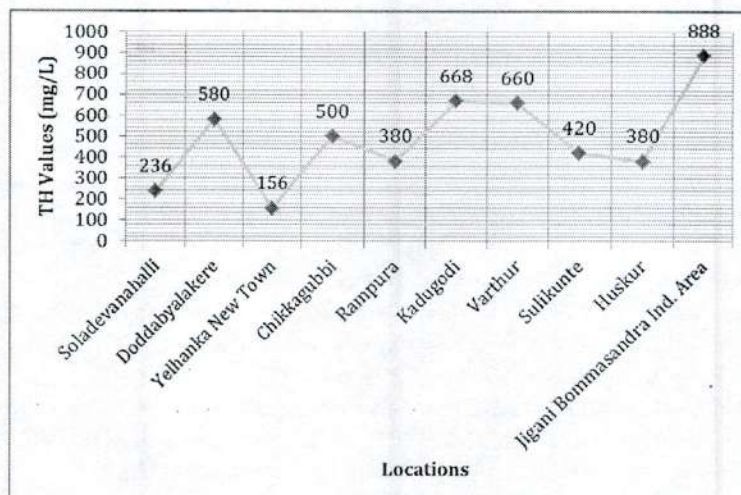 TH Values (mg/L)
1000
900
800
700
600
500
400
300
200
100
0
236
580
156
500
380
668
660
420
380
888
Soladevanahalli
Doddabyalakere
Yelhanka New Town
Chikkagubbi
Rampura
Kadugodi
Varthur
Sulikunte
Huskur
Jigani Bommasandra Ind. Area
Locations